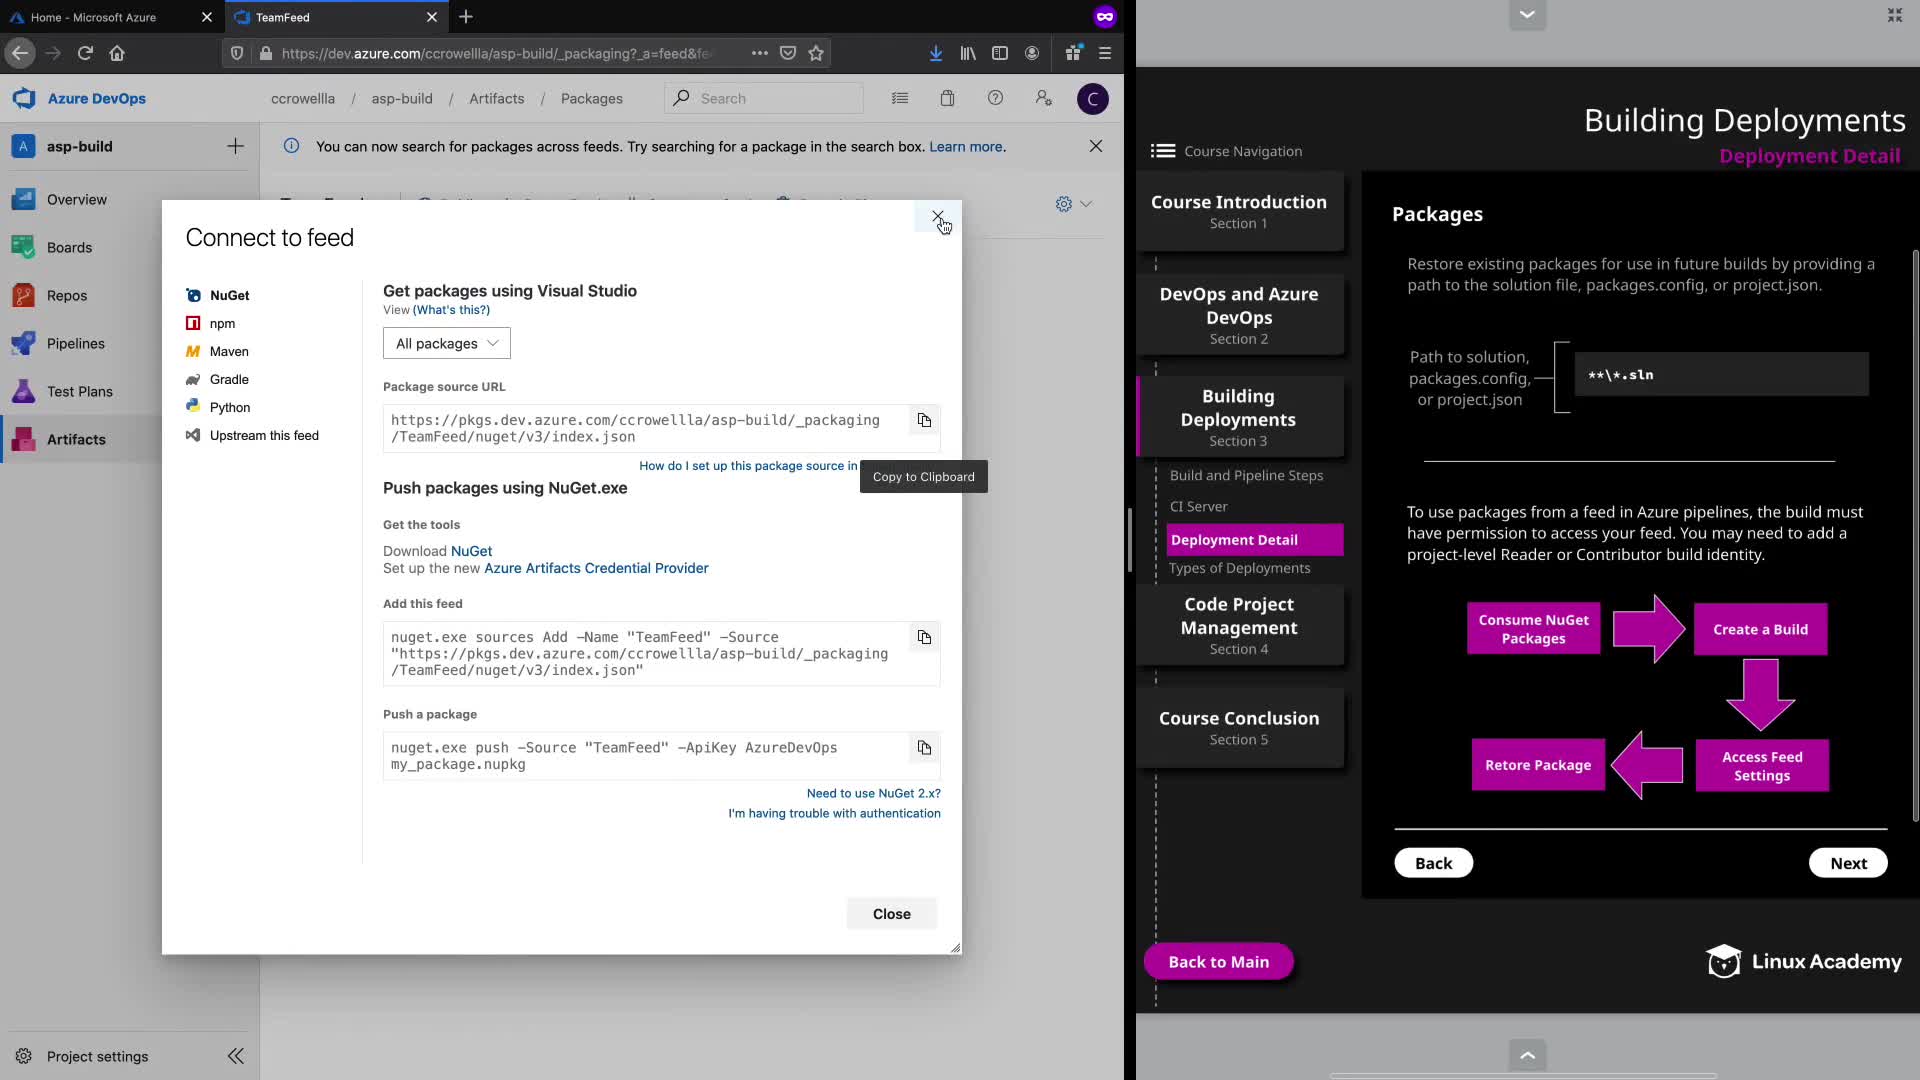 Home - Microsoft Azure
TeamFeed
https://dev.azure.com/ccrowellla/asp-build/_packaging?_a=feed&fe
Azure DevOps
ccrowellla / asp-build / Artifacts / Packages
Search
C
A asp-build
You can now search for packages across feeds. Try searching for a package in the search box. Learn more.
Overview
Boards
Repos
Pipelines
Test Plans
Artifacts
Project settings
Connect to feed
NuGet
npm
Maven
Gradle
Python
Upstream this feed
Get packages using Visual Studio
View (What's this?)
All packages
Package source URL
https://pkgs.dev.azure.com/ccrowellla/asp-build/_packaging
/TeamFeed/nuget/v3/index.json
How do I set up this package source in
Copy to Clipboard
Push packages using NuGet.exe
Get the tools
Download NuGet
Set up the new Azure Artifacts Credential Provider
Add this feed
nuget.exe sources Add -Name "TeamFeed" -Source
"https://pkgs.dev.azure.com/ccrowellla/asp-build/_packaging
/TeamFeed/nuget/v3/index.json"
Push a package
nuget.exe push -Source "TeamFeed" -ApiKey AzureDevOps
my_package.nupkg
Need to use NuGet 2.x?
I'm having trouble with authentication
Close
Building Deployments
Deployment Detail
Course Navigation
Course Introduction
Section 1
DevOps and Azure
DevOps
Section 2
Building
Deployments
Section 3
Build and Pipeline Steps
CI Server
Deployment Detail
Types of Deployments
Code Project
Management
Section 4
Course Conclusion
Section 5
Back to Main
Packages
Restore existing packages for use in future builds by providing a
path to the solution file, packages.config, or project.json.
Path to solution,
packages.config,
or project.json
**\*.sln
To use packages from a feed in Azure pipelines, the build must
have permission to access your feed. You may need to add a
project-level Reader or Contributor build identity.
Consume NuGet
Packages
Create a Build
Access Feed
Settings
Retore Package
Back
Next
Linux Academy